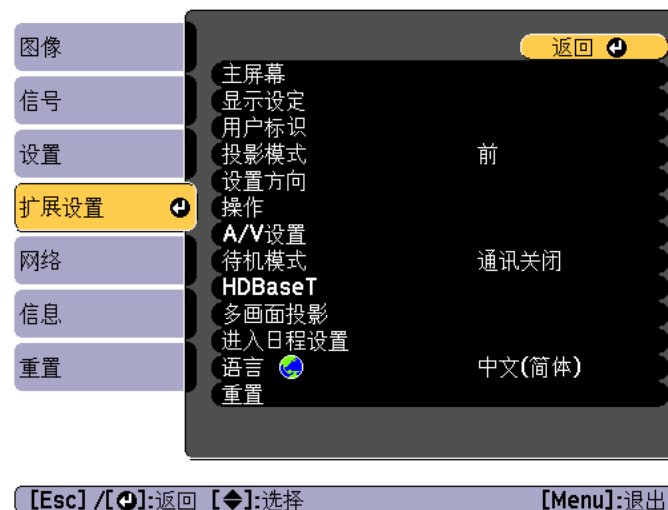 图像
信号
设置
扩展设置
网络
信息
重置
返回
主屏幕
显示设定
用户标识
投影模式 前
设置方向
操作
A/V设置
待机模式 通讯关闭
HDBaseT
多画面投影
进入日程设置
语言 中文(简体)
重置
[Esc] /[ ]:返回 [ ]:选择 [Menu]:退出